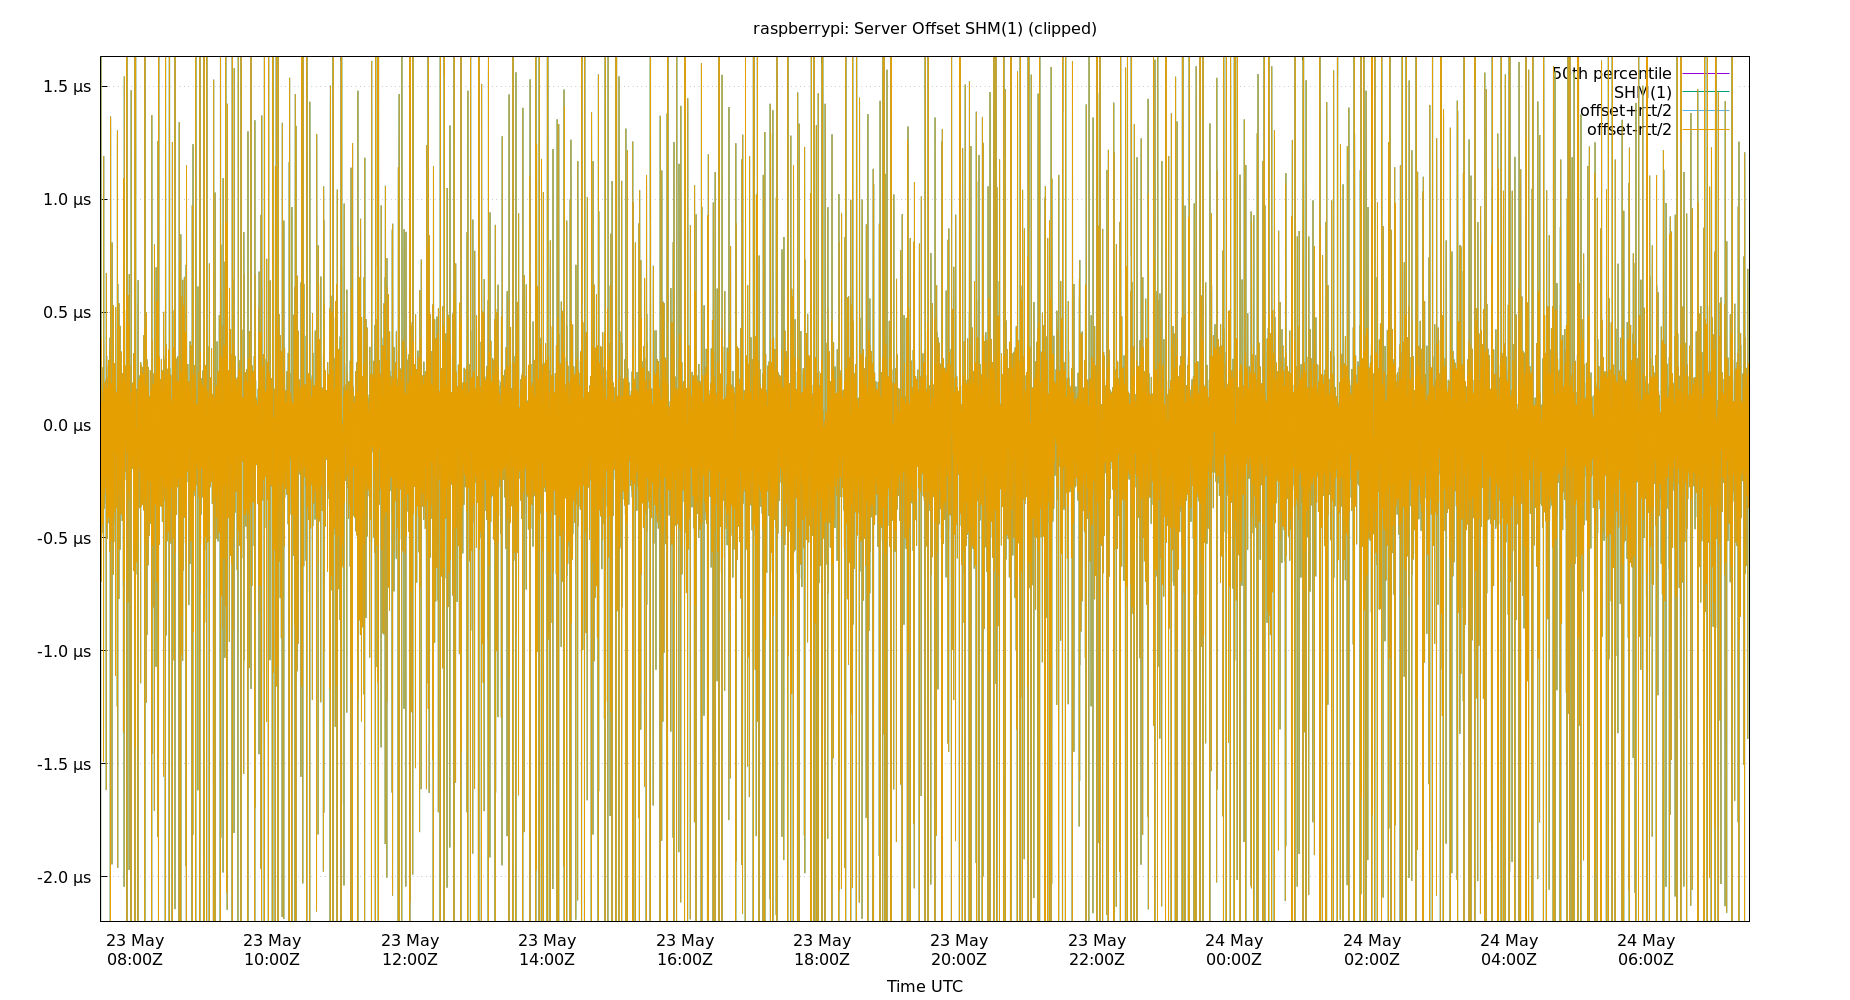 raspberrypi: Server Offset SHM(1) (clipped)
50th percentile
SHM(1)
offset+rtt/2
offset-rtt/2
1.5 µs
1.0 µs
0.5 µs
0.0 µs
-0.5 µs
-1.0 µs
-1.5 µs
-2.0 µs
23 May 23 May 23 May 23 May 23 May 23 May 23 May 23 May 24 May 24 May 24 May 24 May
08:00Z 10:00Z 12:00Z 14:00Z 16:00Z 18:00Z 20:00Z 22:00Z 00:00Z 02:00Z 04:00Z 06:00Z
Time UTC